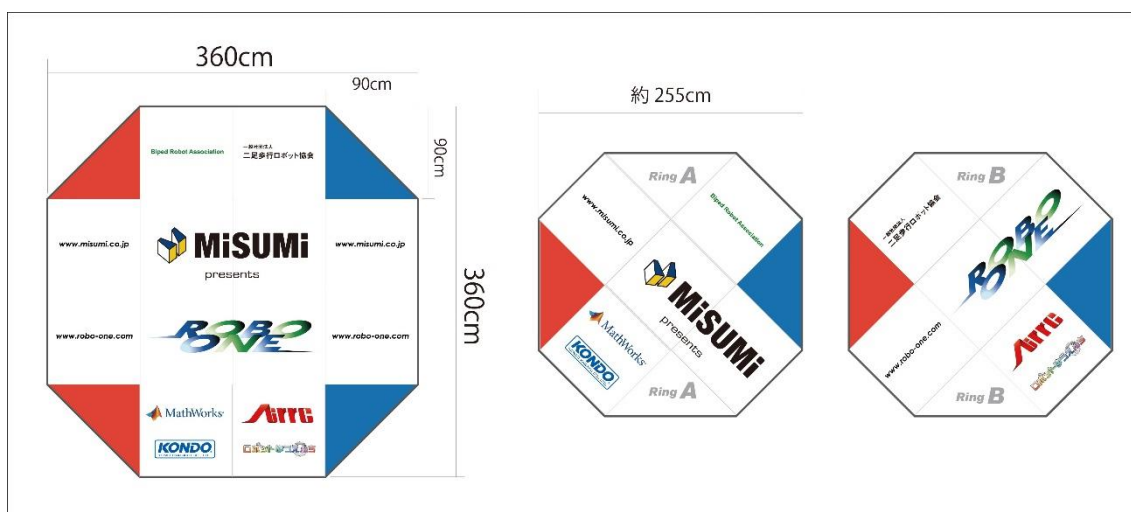 360cm
90cm
90cm
360cm
Biped Robot Association
一般社団法人
二足歩行ロボット協会
www.misumi.co.jp
MiSUMi
presents
www.misumi.co.jp
www.robo-one.com
ROBO
ONE
www.robo-one.com
MathWorks®
Airrc
KONDO
約 255cm
Ring A
www.misumi.co.jp
Biped Robot Association
MiSUMi
presents
MathWorks®
KONDO
Ring A
Ring B
一般社団法人
二足歩行ロボット協会
ROBO
ONE
www.robo-one.com
Airrc
Ring B